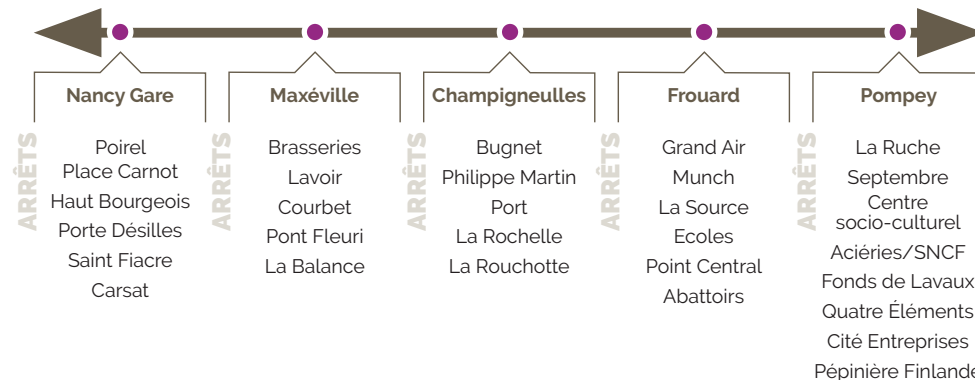 Nancy Gare
ARRÊTS
Poirel
Place Carnot
Haut Bourgeois
Porte Désilles
Saint Fiacre
Carsat
Maxéville
ARRÊTS
Brasseries
Lavoir
Courbet
Pont Fleuri
La Balance
Champigneulles
ARRÊTS
Bugnet
Philippe Martin
Port
La Rochelle
La Rouchotte
Frouard
ARRÊTS
Grand Air
Munch
La Source
Ecoles
Point Central
Abattoirs
Pompey
ARRÊTS
La Ruche
Septembre
Centre
socio-culturel
Aciéries/SNCF
Fonds de Lavaux
Quatre Éléments
Cité Entreprises
Pépinière Finlande